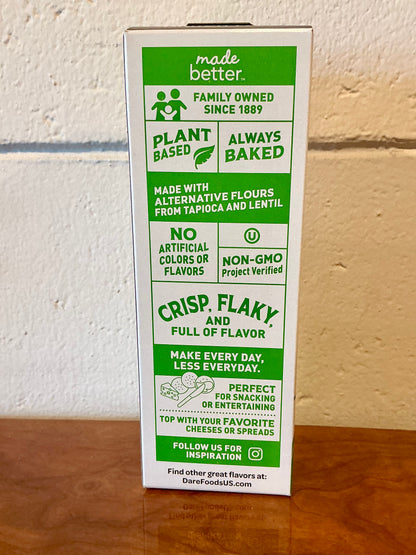 made
better™
FAMILY OWNED
SINCE 1889
PLANT
BASED
ALWAYS
BAKED
MADE WITH
ALTERNATIVE FLOURS
FROM TAPIOCA AND LENTIL
NO
ARTIFICIAL
COLORS OR
FLAVORS
U
NON-GMO
Project Verified
CRISP, FLAKY,
AND
FULL OF FLAVOR
MAKE EVERY DAY,
LESS EVERYDAY.
PERFECT
FOR SNACKING
OR ENTERTAINING
TOP WITH YOUR FAVORITE
CHEESES OR SPREADS
FOLLOW US FOR
INSPIRATION
Find other great flavors at:
DareFoodsUS.com